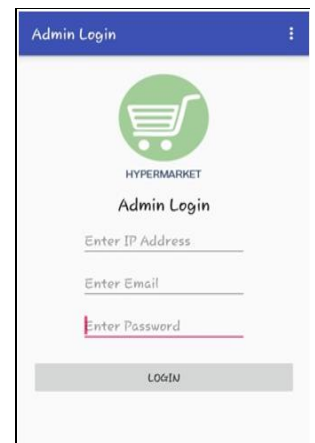 Admin Login
HYPERMARKET
Admin Login
Enter IP Address
Enter Email
Enter Password
LOGIN